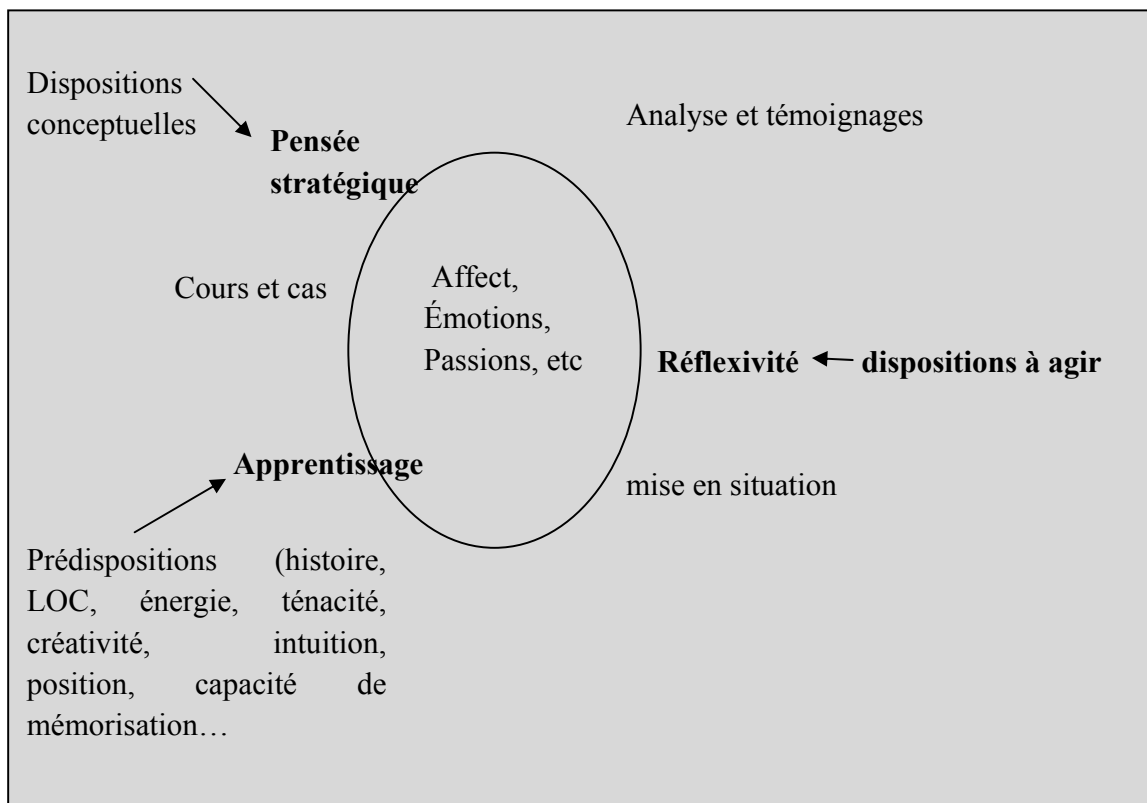 Dispositions
conceptuelles
Analyse et témoignages
Pensée
stratégique
Cours et cas
Affect,
Émotions,
Passions, etc
Réflexivité
dispositions à agir
Apprentissage
mise en situation
Prédispositions (histoire,
LOC, énergie, ténacité,
créativité, intuition,
position, capacité de
mémorisation…